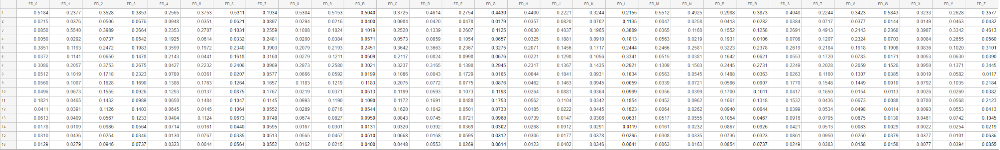 FD_0 FD_1 FD_2 FD_3 FD_4 FD_5 FD_6 FD_7 FD_8 FD_9 FD_B FD_C FD_D FD_F FD_G FD_H FD_J FD_K FD_L FD_M FD_N FD_P FD_R FD_S FD_T FD_V FD_W FD_X FD_Y FD_Z
1 0.5184 0.2377 0.3528 0.3853 0.2565 0.3753 0.5311 0.1934 0.5304 0.5153 0.5040 0.3725 0.4614 0.2754 0.4430 0.4400 0.2221 0.3244 0.2155 0.5512 0.4925 0.2988 0.3873 0.4048 0.2244 0.3423 0.5843 0.3233 0.2628 0.3577
2 0.0215 0.0376 0.0506 0.0676 0.0948 0.0351 0.0621 0.0897 0.0294 0.0216 0.0400 0.0984 0.0420 0.0478 0.0179 0.0357 0.0820 0.0702 0.1135 0.0047 0.0258 0.0413 0.0282 0.0384 0.0717 0.0377 0.0144 0.0149 0.0463 0.0432
3 0.0850 0.5540 0.3989 0.2664 0.2353 0.2707 0.1031 0.2559 0.1008 0.1024 0.1019 0.2520 0.1339 0.2607 0.1125 0.0630 0.4037 0.1965 0.3809 0.0365 0.1160 0.1552 0.1258 0.2691 0.4913 0.2143 0.2360 0.3987 0.3342 0.4613
4 0.0050 0.0292 0.0737 0.0542 0.1925 0.0614 0.0332 0.2481 0.0200 0.0384 0.0571 0.0573 0.0859 0.1054 0.0657 0.0325 0.1881 0.0910 0.1813 0.0563 0.0219 0.1931 0.0106 0.0708 0.1207 0.2324 0.0703 0.0084 0.2655 0.0560
5 0.3851 0.1193 0.2472 0.1983 0.3599 0.1972 0.2340 0.3903 0.2079 0.2193 0.2451 0.3642 0.3663 0.2367 0.3275 0.2071 0.1456 0.1717 0.2444 0.2466 0.2581 0.3223 0.2378 0.2619 0.2184 0.1918 0.1908 0.0836 0.1020 0.3101
6 0.0372 0.1141 0.0650 0.1478 0.2143 0.0441 0.1618 0.3160 0.0279 0.1211 0.0509 0.2117 0.0824 0.0998 0.0676 0.0221 0.1298 0.1056 0.3341 0.0515 0.0381 0.1642 0.0621 0.0553 0.1720 0.0783 0.0171 0.0053 0.0630 0.0390
7 0.3086 0.2057 0.3753 0.2675 0.0427 0.2232 0.2406 0.0969 0.2973 0.2580 0.3021 0.3237 0.3165 0.1390 0.2945 0.2317 0.1367 0.1435 0.2921 0.1309 0.1503 0.2445 0.2731 0.2249 0.2028 0.2059 0.1526 0.0950 0.1371 0.3445
8 0.0512 0.1019 0.1718 0.2323 0.0780 0.0361 0.0207 0.0577 0.0666 0.0592 0.0199 0.1086 0.0043 0.1729 0.0165 0.0644 0.1841 0.0931 0.1834 0.0563 0.0545 0.1488 0.0363 0.0263 0.1160 0.1307 0.0385 0.0019 0.0582 0.0117
9 0.0560 0.1087 0.1628 0.1690 0.1386 0.1763 0.1264 0.1657 0.1183 0.1219 0.1183 0.2075 0.0772 0.0775 0.0876 0.0462 0.1463 0.0945 0.0059 0.0339 0.0721 0.0586 0.0907 0.1770 0.1548 0.1449 0.0910 0.0792 0.1035 0.2184
10 0.0496 0.0673 0.1555 0.0926 0.1293 0.0137 0.0875 0.1767 0.0219 0.0371 0.0513 0.1199 0.0593 0.1073 0.1198 0.0264 0.0881 0.0364 0.0999 0.0356 0.0399 0.1700 0.1011 0.0417 0.1650 0.0154 0.0113 0.0026 0.0269 0.0382
11 0.1821 0.0465 0.1432 0.0989 0.0650 0.1484 0.1047 0.1145 0.0993 0.1190 0.1090 0.1172 0.1691 0.0488 0.1753 0.0562 0.1104 0.0342 0.1854 0.0452 0.0962 0.1661 0.1318 0.1532 0.0436 0.0673 0.0088 0.0780 0.0568 0.2123
12 0.0411 0.0391 0.1126 0.1403 0.0645 0.0145 0.1064 0.0552 0.0289 0.0716 0.0544 0.1620 0.1042 0.0501 0.0733 0.0185 0.0222 0.0445 0.1823 0.0064 0.0262 0.0940 0.0644 0.0399 0.0534 0.0498 0.0114 0.0093 0.0553 0.0413
13 0.0613 0.0409 0.0567 0.1233 0.0404 0.1124 0.0673 0.0748 0.0674 0.0827 0.0959 0.0843 0.0745 0.0721 0.0968 0.0739 0.0147 0.0306 0.0631 0.0517 0.0555 0.1054 0.0467 0.0916 0.0795 0.0675 0.0130 0.0461 0.0742 0.1045
14 0.0178 0.0109 0.0986 0.0564 0.0714 0.0161 0.0440 0.0595 0.0167 0.0301 0.0131 0.0320 0.0392 0.0369 0.0302 0.0268 0.0912 0.0291 0.0119 0.0161 0.0232 0.0867 0.0926 0.0421 0.0513 0.0083 0.0029 0.0022 0.0254 0.0219
15 0.0310 0.0436 0.0254 0.0346 0.0130 0.0767 0.0335 0.0513 0.0565 0.0457 0.0510 0.0668 0.0168 0.0595 0.0312 0.0305 0.0177 0.0378 0.0295 0.0308 0.0335 0.0736 0.0323 0.0861 0.0950 0.0250 0.0379 0.0377 0.0101 0.0636
16 0.0129 0.0279 0.0946 0.0737 0.0323 0.0044 0.0564 0.0552 0.0162 0.0215 0.0400 0.0448 0.0553 0.0269 0.0614 0.0123 0.0402 0.0346 0.0641 0.0063 0.0163 0.0854 0.0737 0.0249 0.0383 0.0158 0.0158 0.0077 0.0394 0.0355